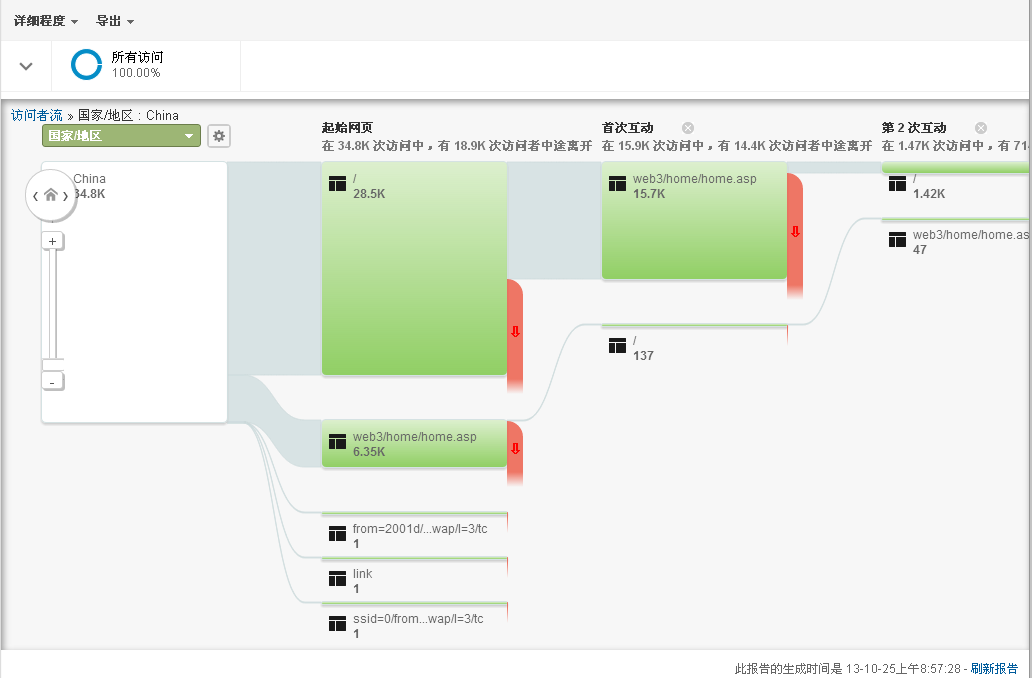 详细程度 导出
所有访问
100.00%
访问者流 » 国家/地区：China
国家/地区
起始网页
在 34.8K 次访问中，有 18.9K 次访问者中途离开
首次互动
在 15.9K 次访问中，有 14.4K 次访问者中途离开
第 2 次互动
在 1.47K 次访问中，有 71
China
34.8K
/
28.5K
web3/home/home.asp
15.7K
/
1.42K
web3/home/home.as
47
+
-
/
137
web3/home/home.asp
6.35K
from=2001d/...wap/l=3/tc
1
link
1
ssid=0/from...wap/l=3/tc
1
此报告的生成时间是 13-10-25上午8:57:28 - 刷新报告